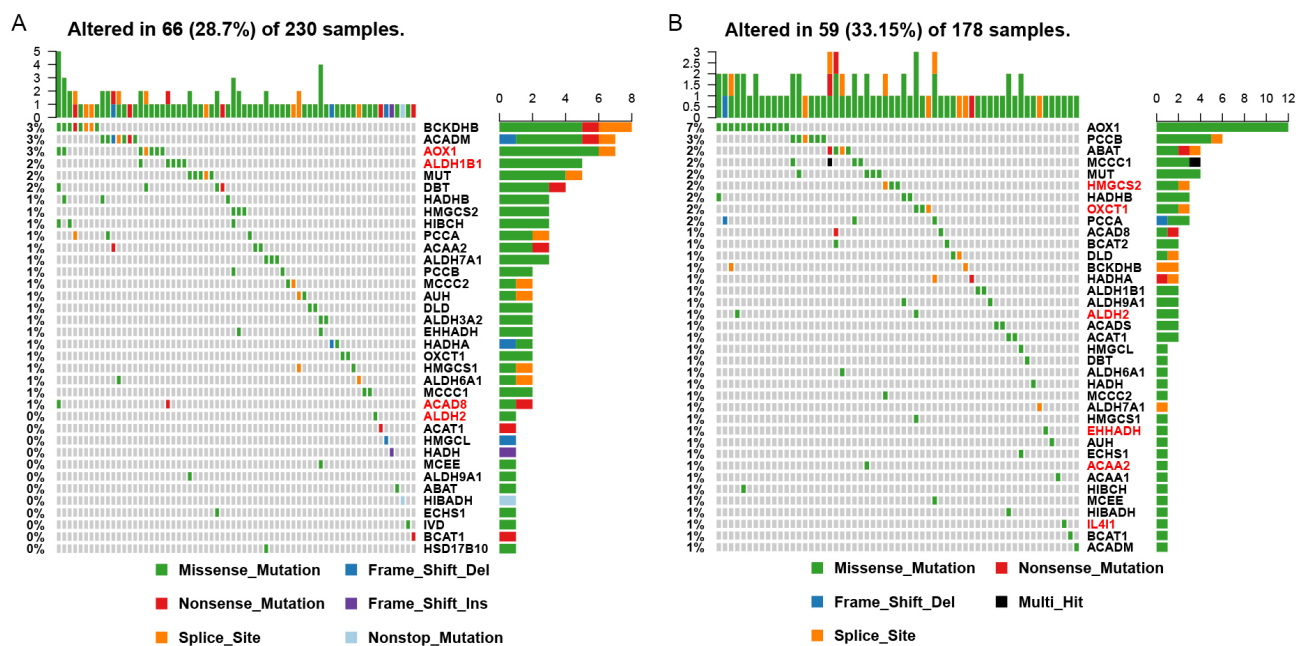 A
Altered in 66 (28.7%) of 230 samples.
5
4
3
2
1
0
0 2 4 6 8
3% BCKDHB
3% ACADM
3% AOX1
2% ALDH1B1
2% MUT
2% DBT
1% HADHB
1% HMGCS2
1% HIBCH
1% PCCA
1% ACAA2
1% ALDH7A1
1% PCCB
1% MCCC2
1% AUH
1% DLD
1% ALDH3A2
1% EHHADH
1% HADHA
1% OXCT1
1% HMGCS1
1% ALDH6A1
1% MCCC1
1% ACAD8
0% ALDH2
0% ACAT1
0% HMGCL
0% HADH
0% MCEE
0% ALDH9A1
0% ABAT
0% HIBADH
0% ECHS1
0% IVD
0% BCAT1
0% HSD17B10
Missense_Mutation Frame_Shift_Del
Nonsense_Mutation Frame_Shift_Ins
Splice_Site Nonstop_Mutation
B
Altered in 59 (33.15%) of 178 samples.
3
2.5
2
1.5
1
0.5
0
0 2 4 6 8 10 12
7% AOX1
3% PCCB
2% ABAT
2% MCCC1
2% MUT
2% HMGCS2
2% HADHB
2% OXCT1
2% PCCA
1% ACAD8
1% BCAT2
1% DLD
1% BCKDHB
1% HADHA
1% ALDH1B1
1% ALDH9A1
1% ALDH2
1% ACADS
1% ACAT1
1% HMGCL
1% DBT
1% ALDH6A1
1% HADH
1% MCCC2
1% ALDH7A1
1% HMGCS1
1% EHHADH
1% AUH
1% ECHS1
1% ACAA2
1% ACAA1
1% HIBCH
1% MCEE
1% HIBADH
1% IL4I1
1% BCAT1
1% ACADM
Missense_Mutation Nonsense_Mutation
Frame_Shift_Del Multi_Hit
Splice_Site